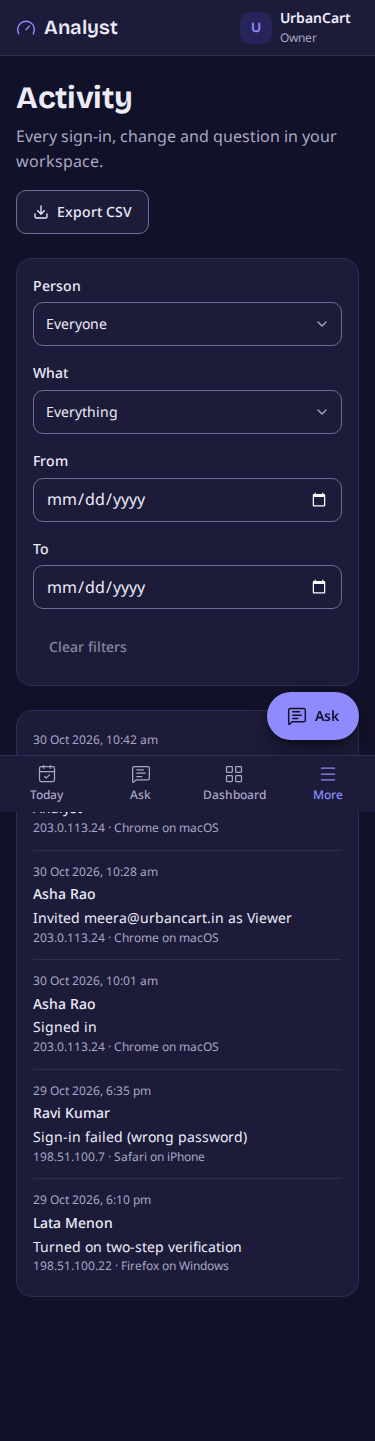 Analyst
U
UrbanCart
Owner
Activity
Every sign-in, change and question in your
workspace.
Export CSV
Person
Everyone
What
Everything
From
mm/dd/yyyy
To
mm/dd/yyyy
Clear filters
Ask
30 Oct 2026, 10:42 am
Today
Ask
Dashboard
More
203.0.113.24 · Chrome on macOS
30 Oct 2026, 10:28 am
Asha Rao
Invited meera@urbancart.in as Viewer
203.0.113.24 · Chrome on macOS
30 Oct 2026, 10:01 am
Asha Rao
Signed in
203.0.113.24 · Chrome on macOS
29 Oct 2026, 6:35 pm
Ravi Kumar
Sign-in failed (wrong password)
198.51.100.7 · Safari on iPhone
29 Oct 2026, 6:10 pm
Lata Menon
Turned on two-step verification
198.51.100.22 · Firefox on Windows